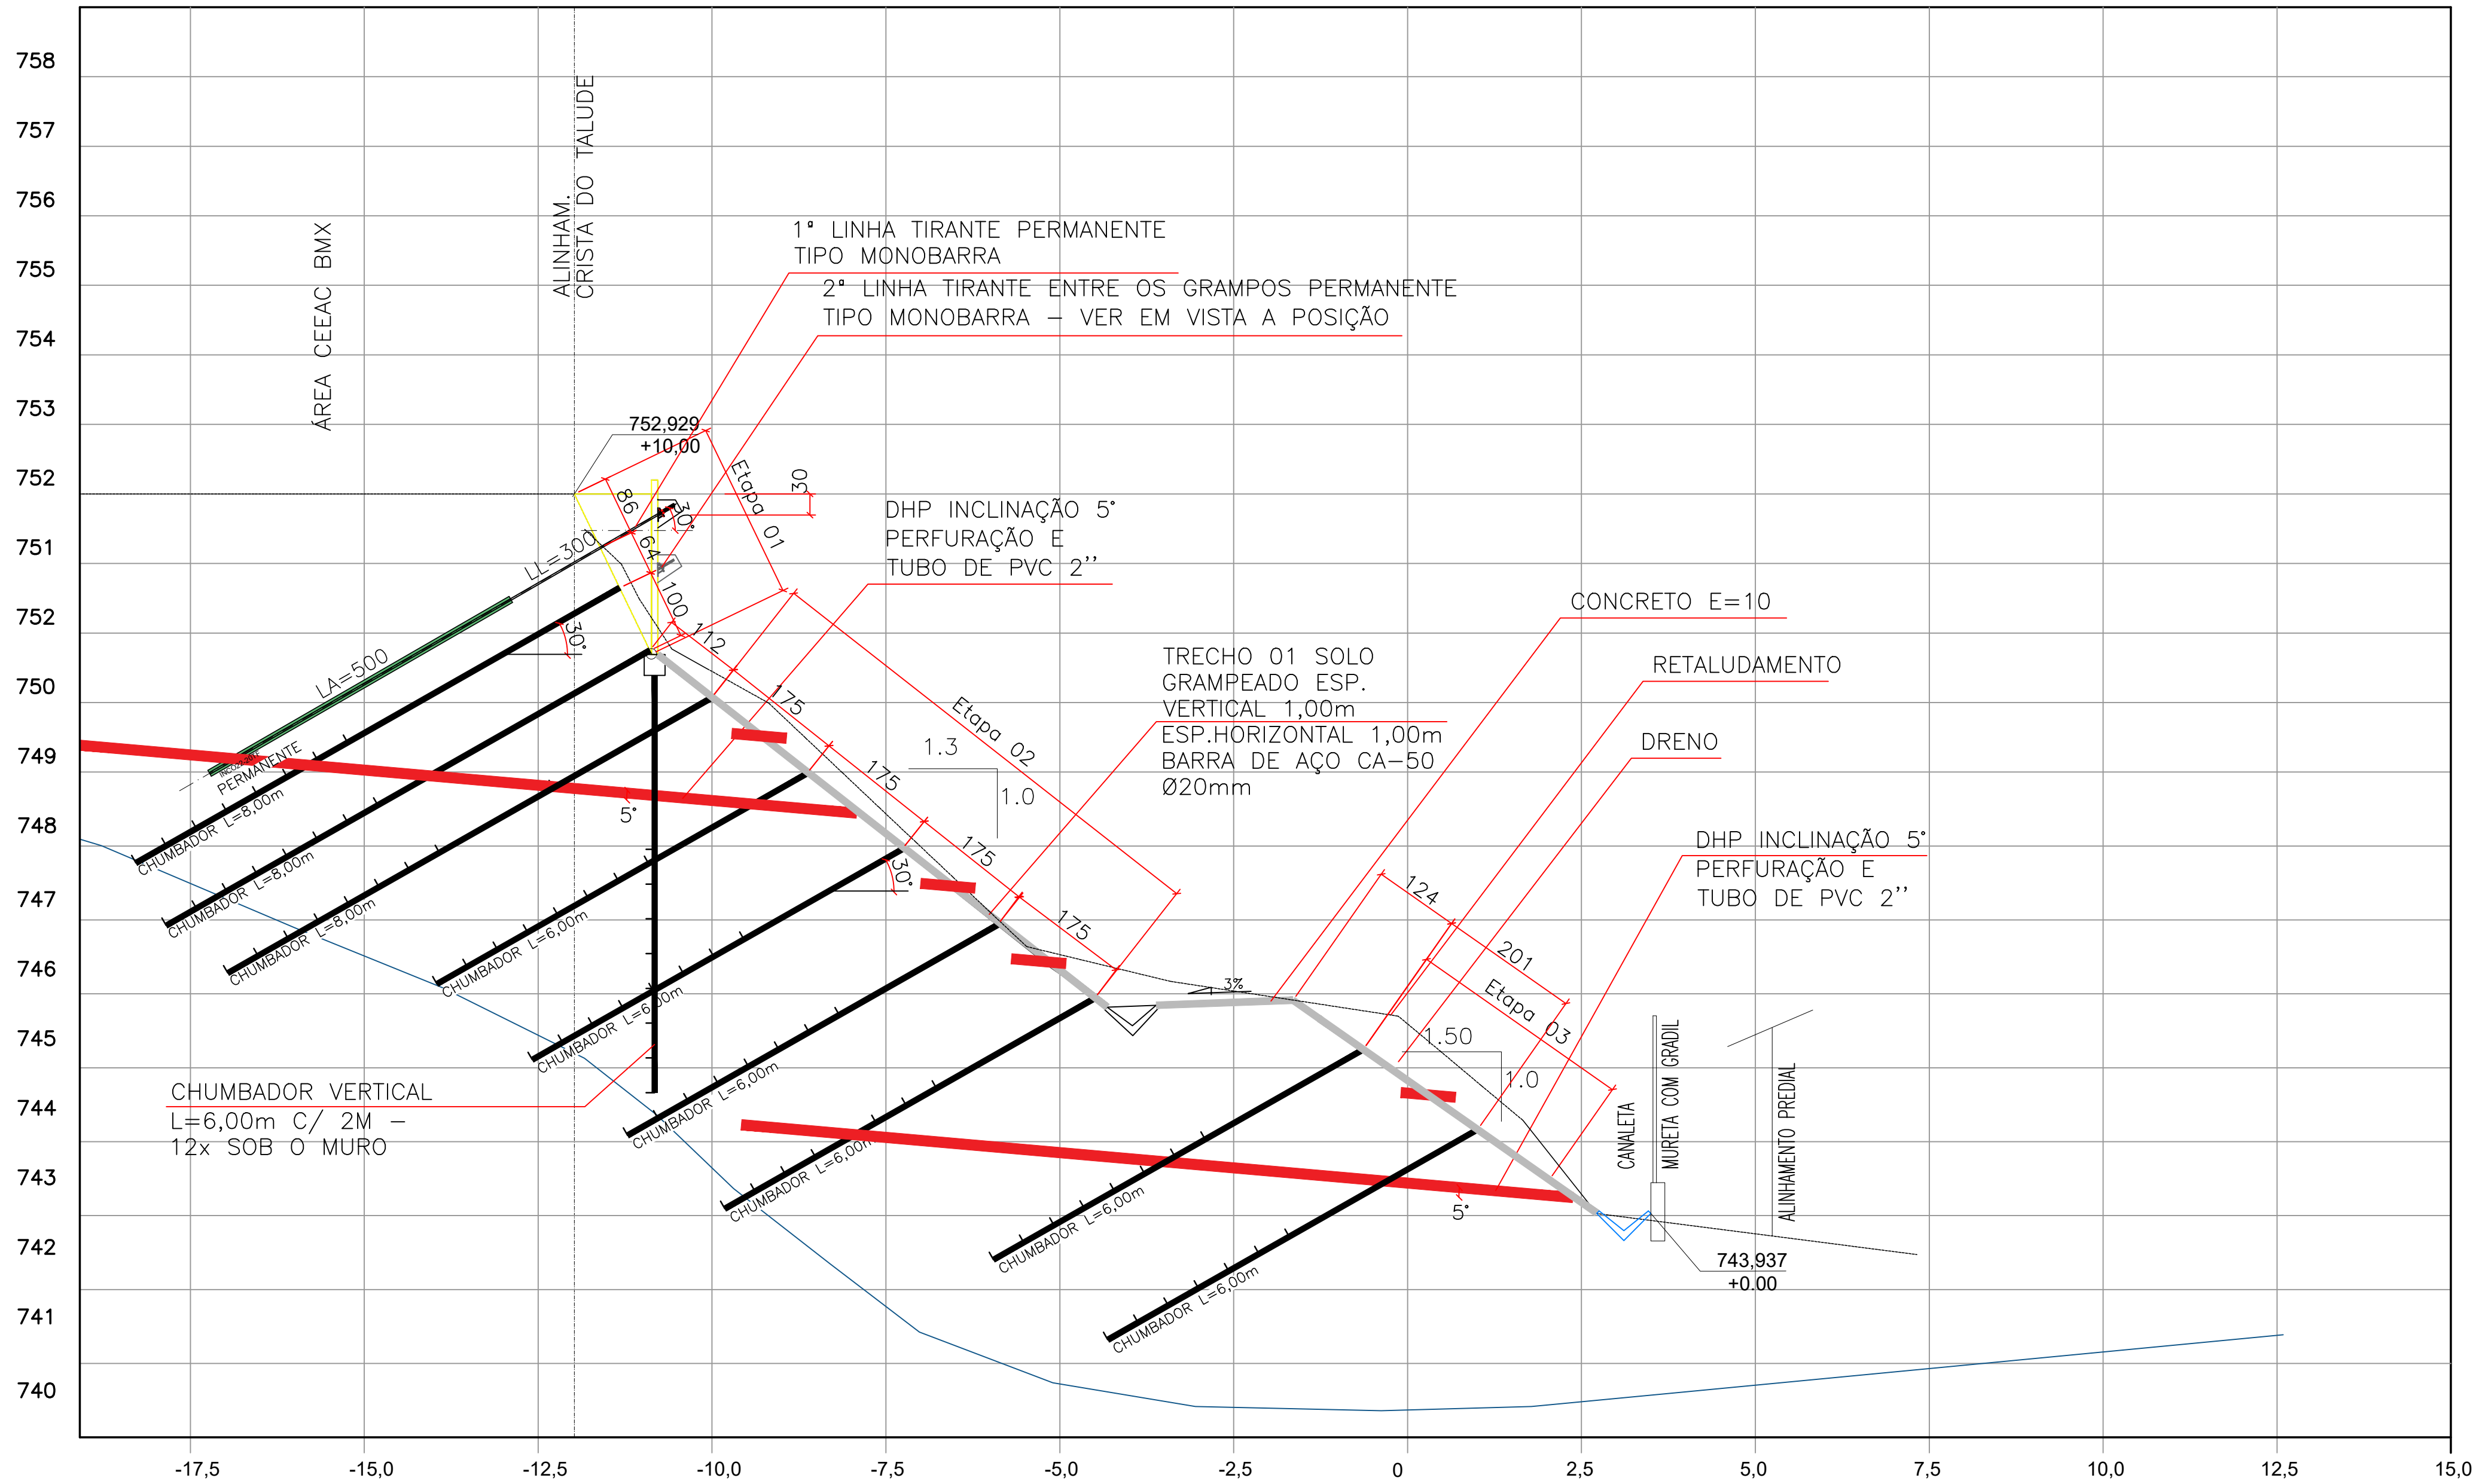 758
757
756
755
754
753
752
751
752
750
749
748
747
746
745
744
743
742
741
740
ÁREA CEEAC BMX
ALINHAM.
CRISTA DO TALUDE
1ª LINHA TIRANTE PERMANENTE
TIPO MONOBARRA
2ª LINHA TIRANTE ENTRE OS GRAMPOS PERMANENTE
TIPO MONOBARRA – VER EM VISTA A POSIÇÃO
752,929
+10,00
Etapa 01
30
86
30°
64
100
LL=300
LA=500
30°
PERMANENTE
112
175
175
175
175
Etapa 02
DHP INCLINAÇÃO 5°
PERFURAÇÃO E
TUBO DE PVC 2''
1.3
1.0
TRECHO 01 SOLO
GRAMPEADO ESP.
VERTICAL 1,00m
ESP.HORIZONTAL 1,00m
BARRA DE AÇO CA–50
Ø20mm
CONCRETO E=10
RETALUDAMENTO
DRENO
DHP INCLINAÇÃO 5°
PERFURAÇÃO E
TUBO DE PVC 2''
5°
30°
CHUMBADOR L=8,00m
CHUMBADOR L=8,00m
CHUMBADOR L=8,00m
CHUMBADOR L=6,00m
CHUMBADOR L=6,00m
CHUMBADOR L=6,00m
CHUMBADOR L=6,00m
CHUMBADOR L=6,00m
CHUMBADOR L=6,00m
CHUMBADOR VERTICAL
L=6,00m C/ 2M –
12x SOB O MURO
3%
124
201
Etapa 03
1.50
1.0
5°
CANALETA
MURETA COM GRADIL
ALINHAMENTO PREDIAL
743,937
+0.00
-17,5
-15,0
-12,5
-10,0
-7,5
-5,0
-2,5
0
2,5
5,0
7,5
10,0
12,5
15,0